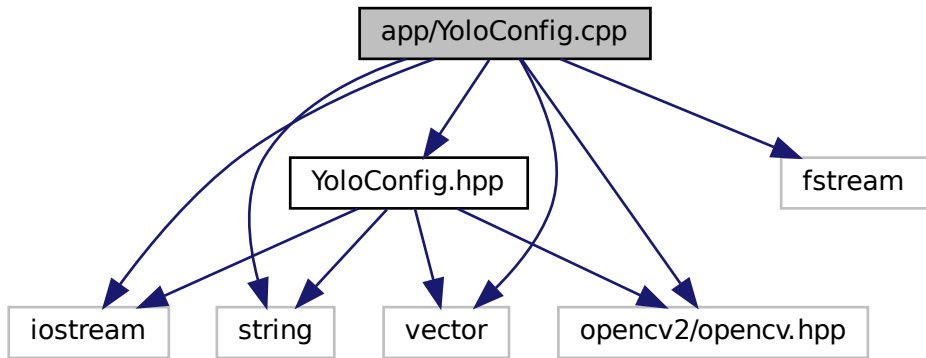 app/YoloConfig.cpp
YoloConfig.hpp
fstream
iostream
string
vector
opencv2/opencv.hpp